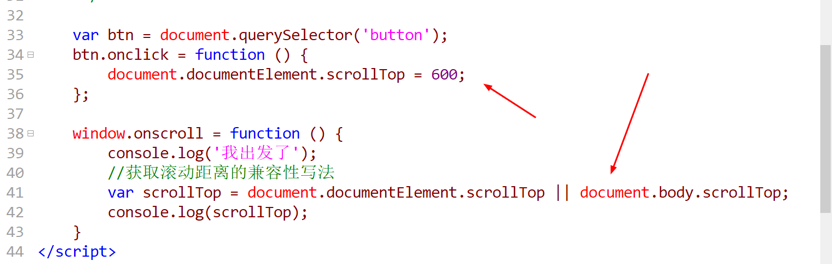 32
33 var btn = document.querySelector('button');
34 btn.onclick = function () {
35 document.documentElement.scrollTop = 600;
36 };
37
38 window.onscroll = function () {
39 console.log('我出发了');
40 //获取滚动距离的兼容性写法
41 var scrollTop = document.documentElement.scrollTop || document.body.scrollTop;
42 console.log(scrollTop);
43 }
44 </script>